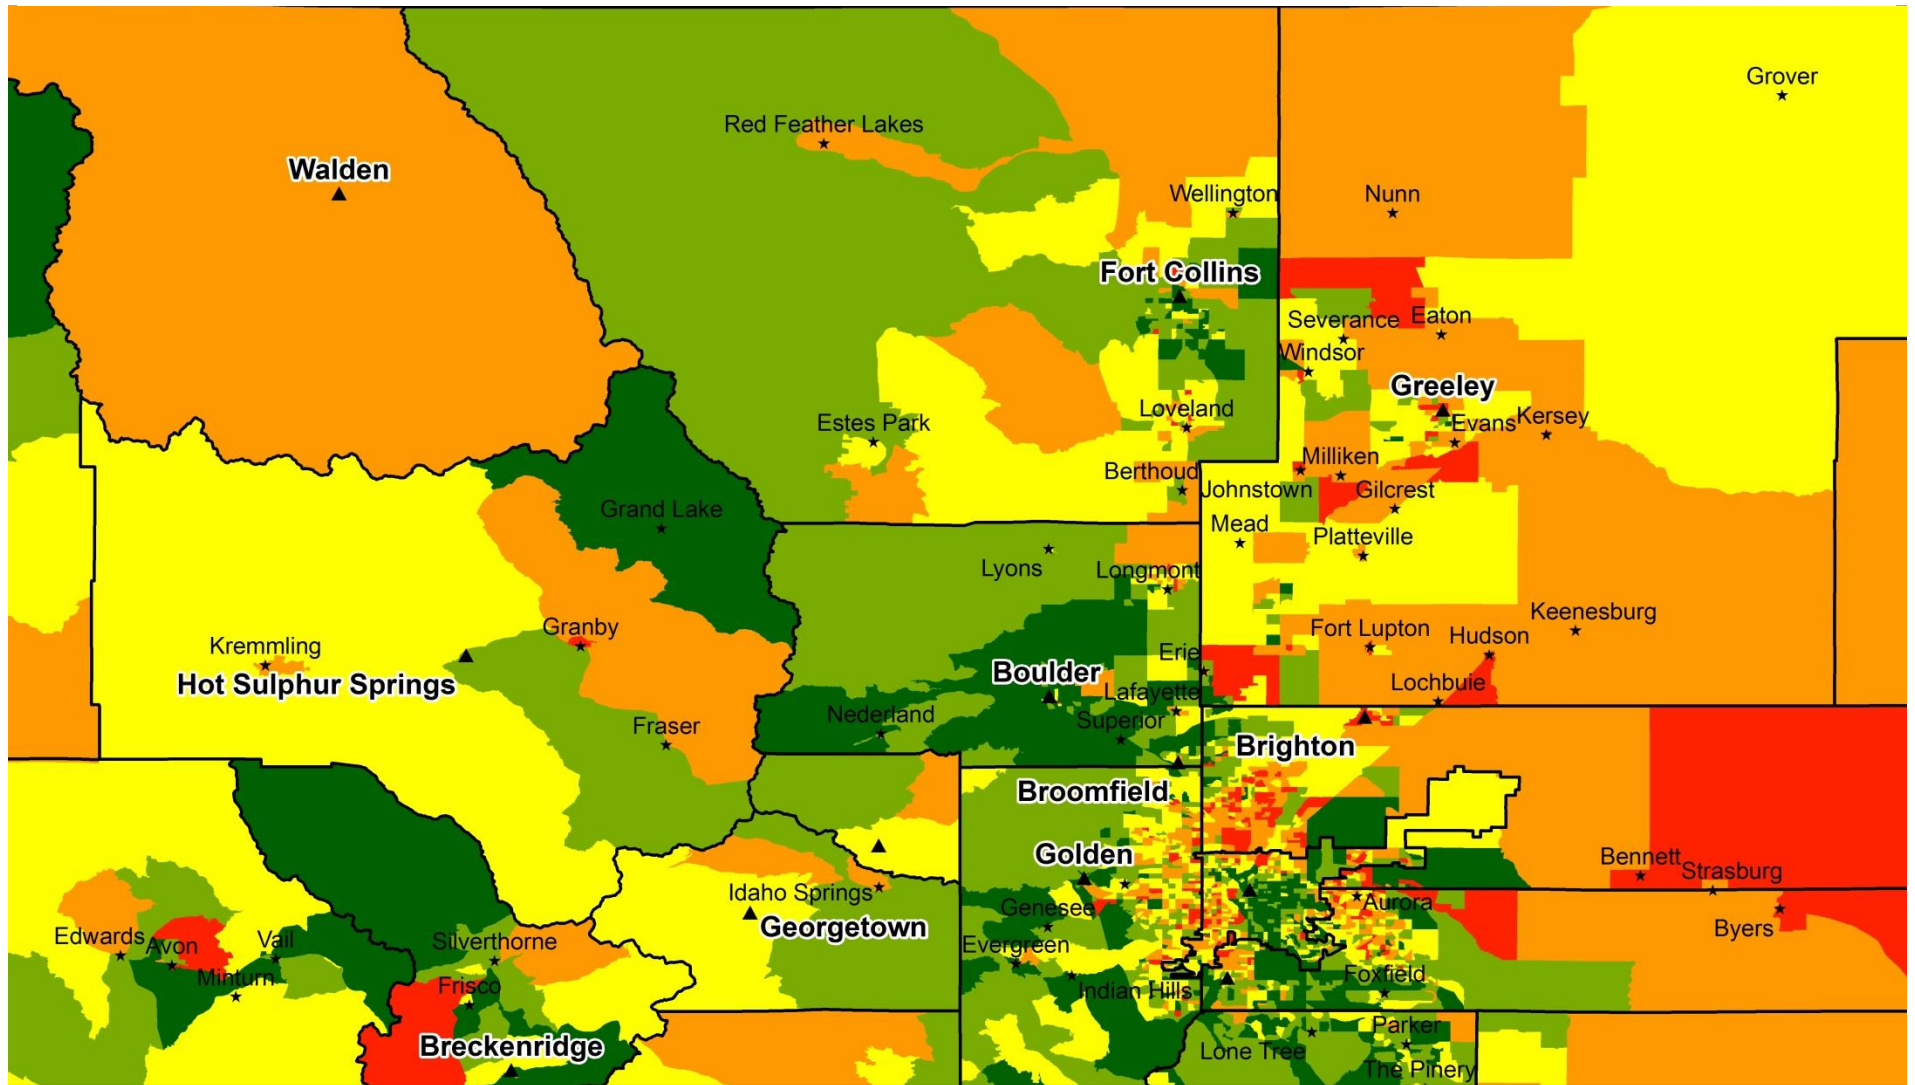 Grover
Red Feather Lakes
Walden
Wellington
Nunn
Fort Collins
Severance
Eaton
Windsor
Greeley
Loveland
Estes Park
Evans
Kersey
Milliken
Berthoud
Johnstown
Gilcrest
Grand Lake
Mead
Platteville
Lyons
Longmont
Keenesburg
Granby
Fort Lupton
Hudson
Kremmling
Erie
Boulder
Hot Sulphur Springs
Lafayette
Lochbuie
Nederland
Superior
Fraser
Brighton
Broomfield
Golden
Bennett
Strasburg
Idaho Springs
Aurora
Genesee
Georgetown
Byers
Edwards
Avon
Vail
Silverthorne
Evergreen
Minturn
Frisco
Indian Hills
Foxfield
Breckenridge
Lone Tree
Parker
The Pinery